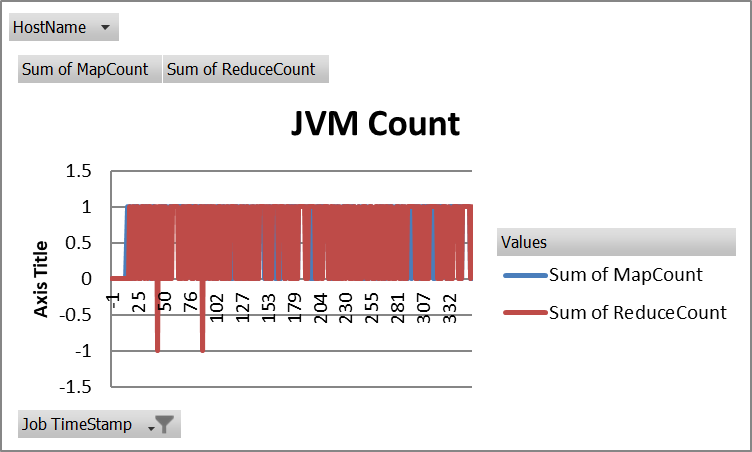 HostName
Sum of MapCount Sum of ReduceCount
JVM Count
1.5
1
0.5
0
-0.5
-1
-1.5
Axis Title
-1 25 50 76 102 127 153 179 204 230 255 281 307 332
Values
Sum of MapCount
Sum of ReduceCount
Job TimeStamp